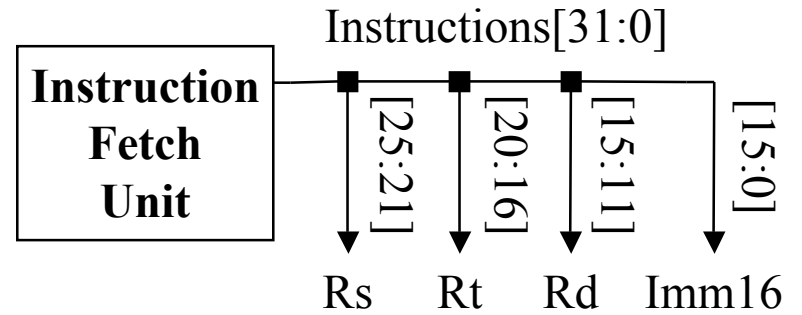 Instructions[31:0]
Instruction
Fetch
Unit
[25:21]
[20:16]
[15:11]
[15:0]
Rs
Rt
Rd
Imm16